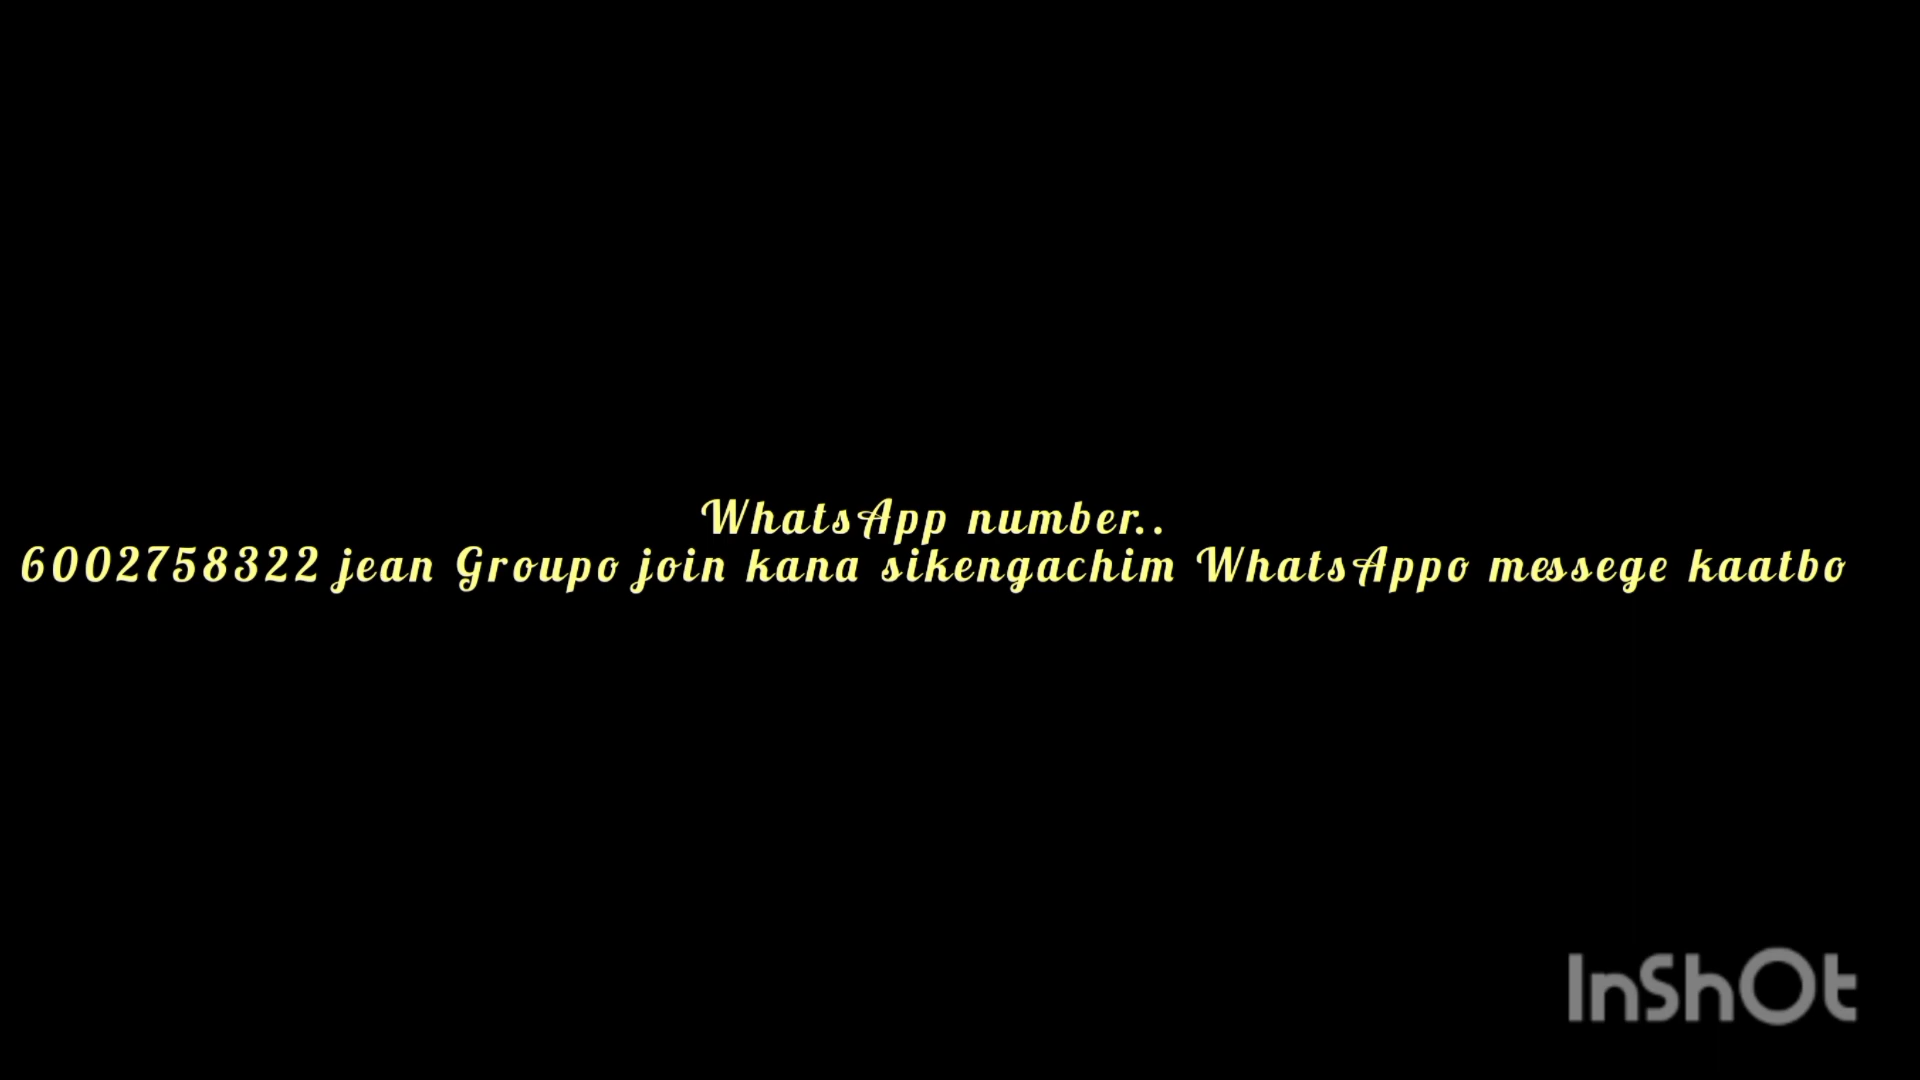 WhatsApp number..
6002758322 jean Groupo join kana sikengachim WhatsAppo messege kaatbo
InShOt